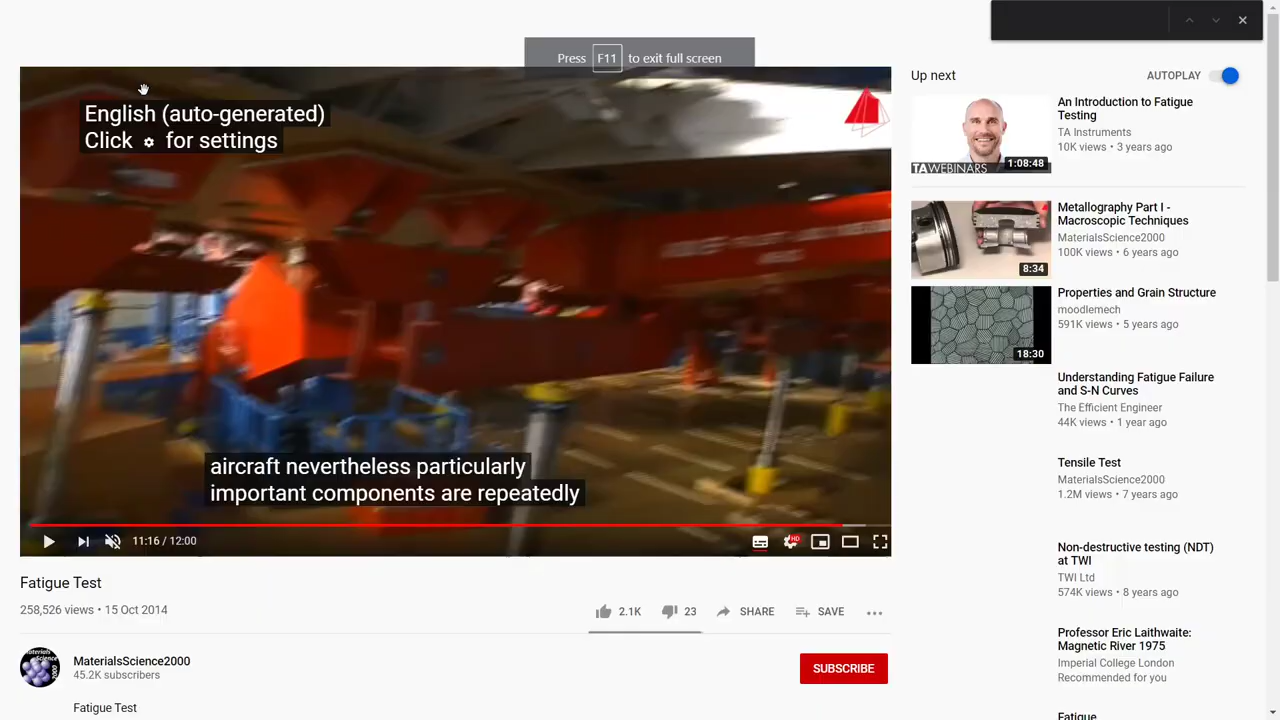 Press F11 to exit full screen
English (auto-generated)
Click for settings
aircraft nevertheless particularly
important components are repeatedly
11:16 / 12:00
HD
Fatigue Test
258,526 views • 15 Oct 2014
2.1K
23
SHARE
SAVE
Materials
Science
2000
MaterialsScience2000
45.2K subscribers
SUBSCRIBE
Fatigue Test
Up next
AUTOPLAY
An Introduction to Fatigue
Testing
TA Instruments
10K views • 3 years ago
TA WEBINARS
1:08:48
Metallography Part I -
Macroscopic Techniques
MaterialsScience2000
100K views • 6 years ago
8:34
Properties and Grain Structure
moodlemech
591K views • 5 years ago
18:30
Understanding Fatigue Failure
and S-N Curves
The Efficient Engineer
44K views • 1 year ago
Tensile Test
MaterialsScience2000
1.2M views • 7 years ago
Non-destructive testing (NDT)
at TWI
TWI Ltd
574K views • 8 years ago
Professor Eric Laithwaite:
Magnetic River 1975
Imperial College London
Recommended for you
Fatigue